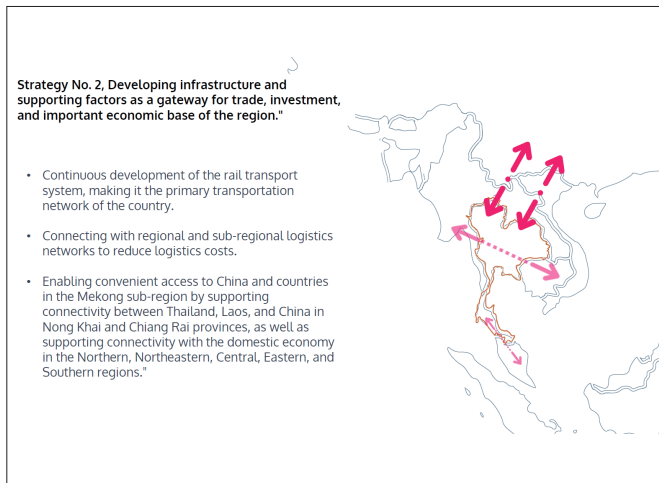 Strategy No. 2, Developing infrastructure and
supporting factors as a gateway for trade, investment,
and important economic base of the region."
• Continuous development of the rail transport
system, making it the primary transportation
network of the country.
• Connecting with regional and sub-regional logistics
networks to reduce logistics costs.
• Enabling convenient access to China and countries
in the Mekong sub-region by supporting
connectivity between Thailand, Laos, and China in
Nong Khai and Chiang Rai provinces, as well as
supporting connectivity with the domestic economy
in the Northern, Northeastern, Central, Eastern, and
Southern regions."